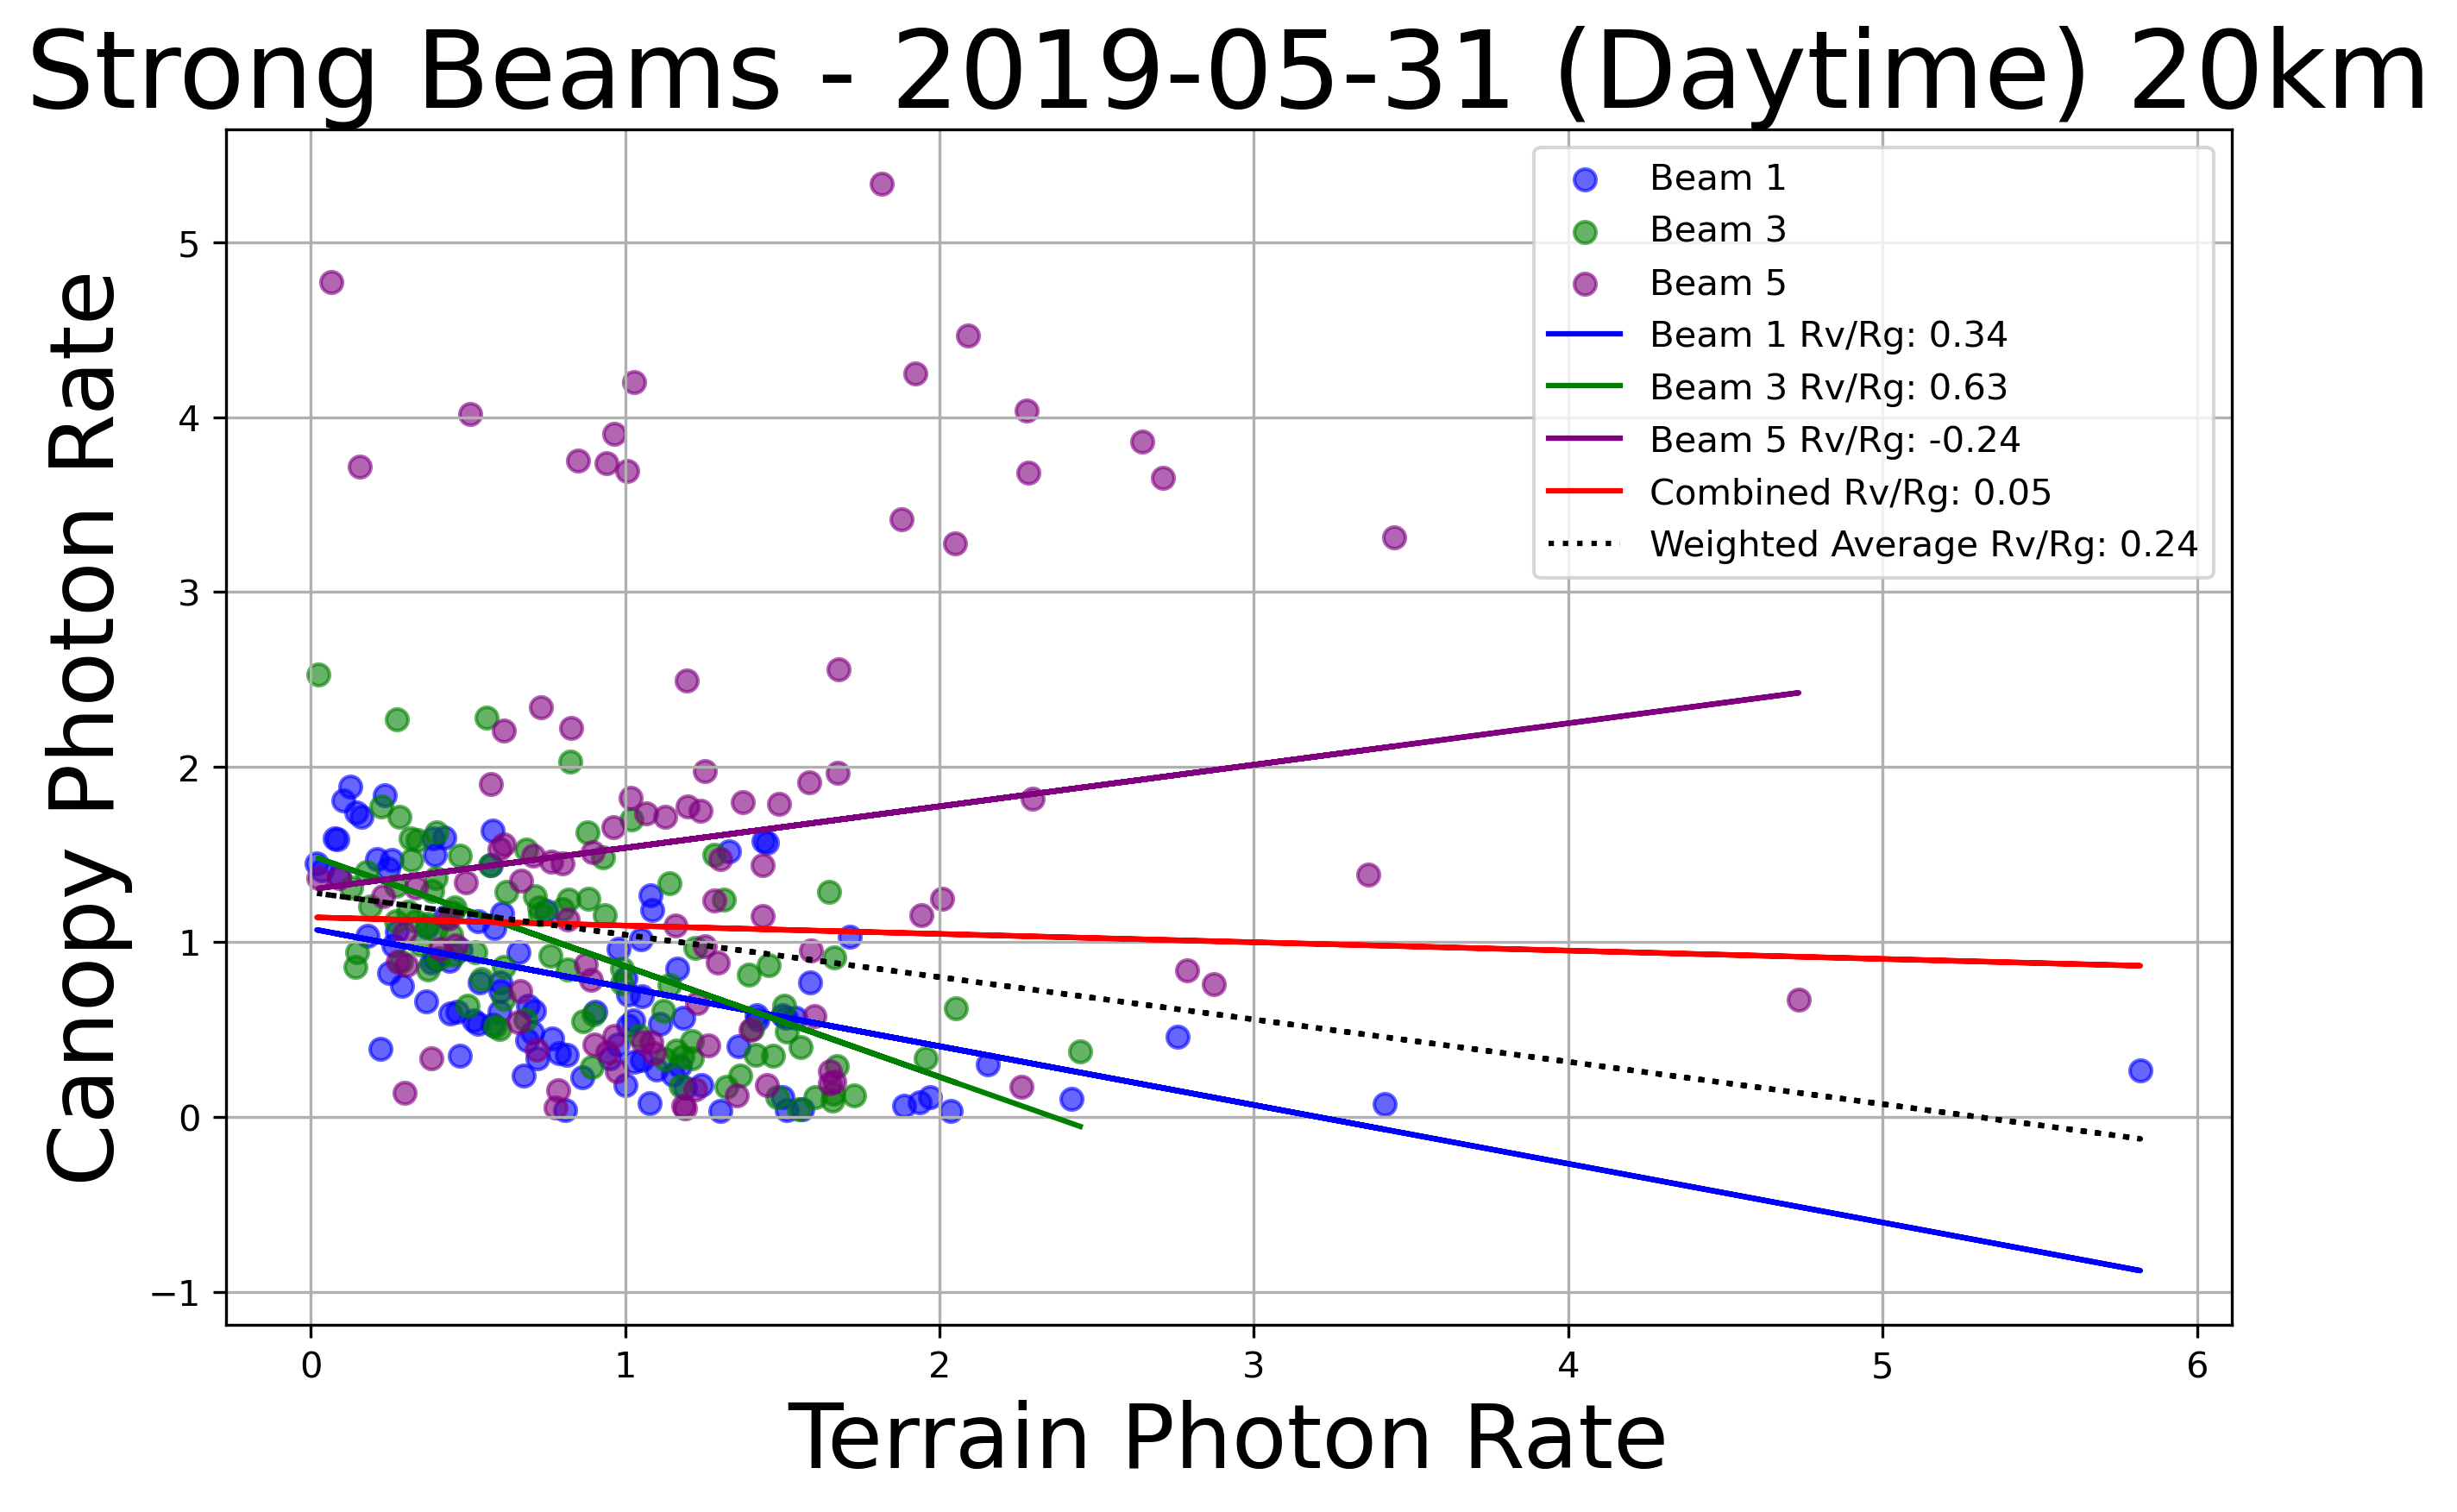 Strong Beams - 2019-05-31 (Daytime) 20km
Canopy Photon Rate
5
4
3
2
1
0
−1
Beam 1
Beam 3
Beam 5
Beam 1 Rv/Rg: 0.34
Beam 3 Rv/Rg: 0.63
Beam 5 Rv/Rg: -0.24
Combined Rv/Rg: 0.05
Weighted Average Rv/Rg: 0.24
0 1 2 3 4 5 6
Terrain Photon Rate